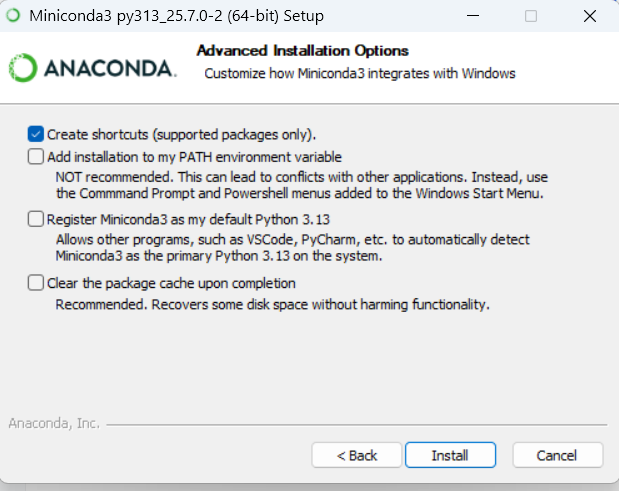 Miniconda3 py313_25.7.0-2 (64-bit) Setup
ANACONDA.
Advanced Installation Options
Customize how Miniconda3 integrates with Windows
Create shortcuts (supported packages only).
Add installation to my PATH environment variable
NOT recommended. This can lead to conflicts with other applications. Instead, use
the Commmand Prompt and Powershell menus added to the Windows Start Menu.
Register Miniconda3 as my default Python 3.13
Allows other programs, such as VSCode, PyCharm, etc. to automatically detect
Miniconda3 as the primary Python 3.13 on the system.
Clear the package cache upon completion
Recommended. Recovers some disk space without harming functionality.
Anaconda, Inc.
< Back
Install
Cancel